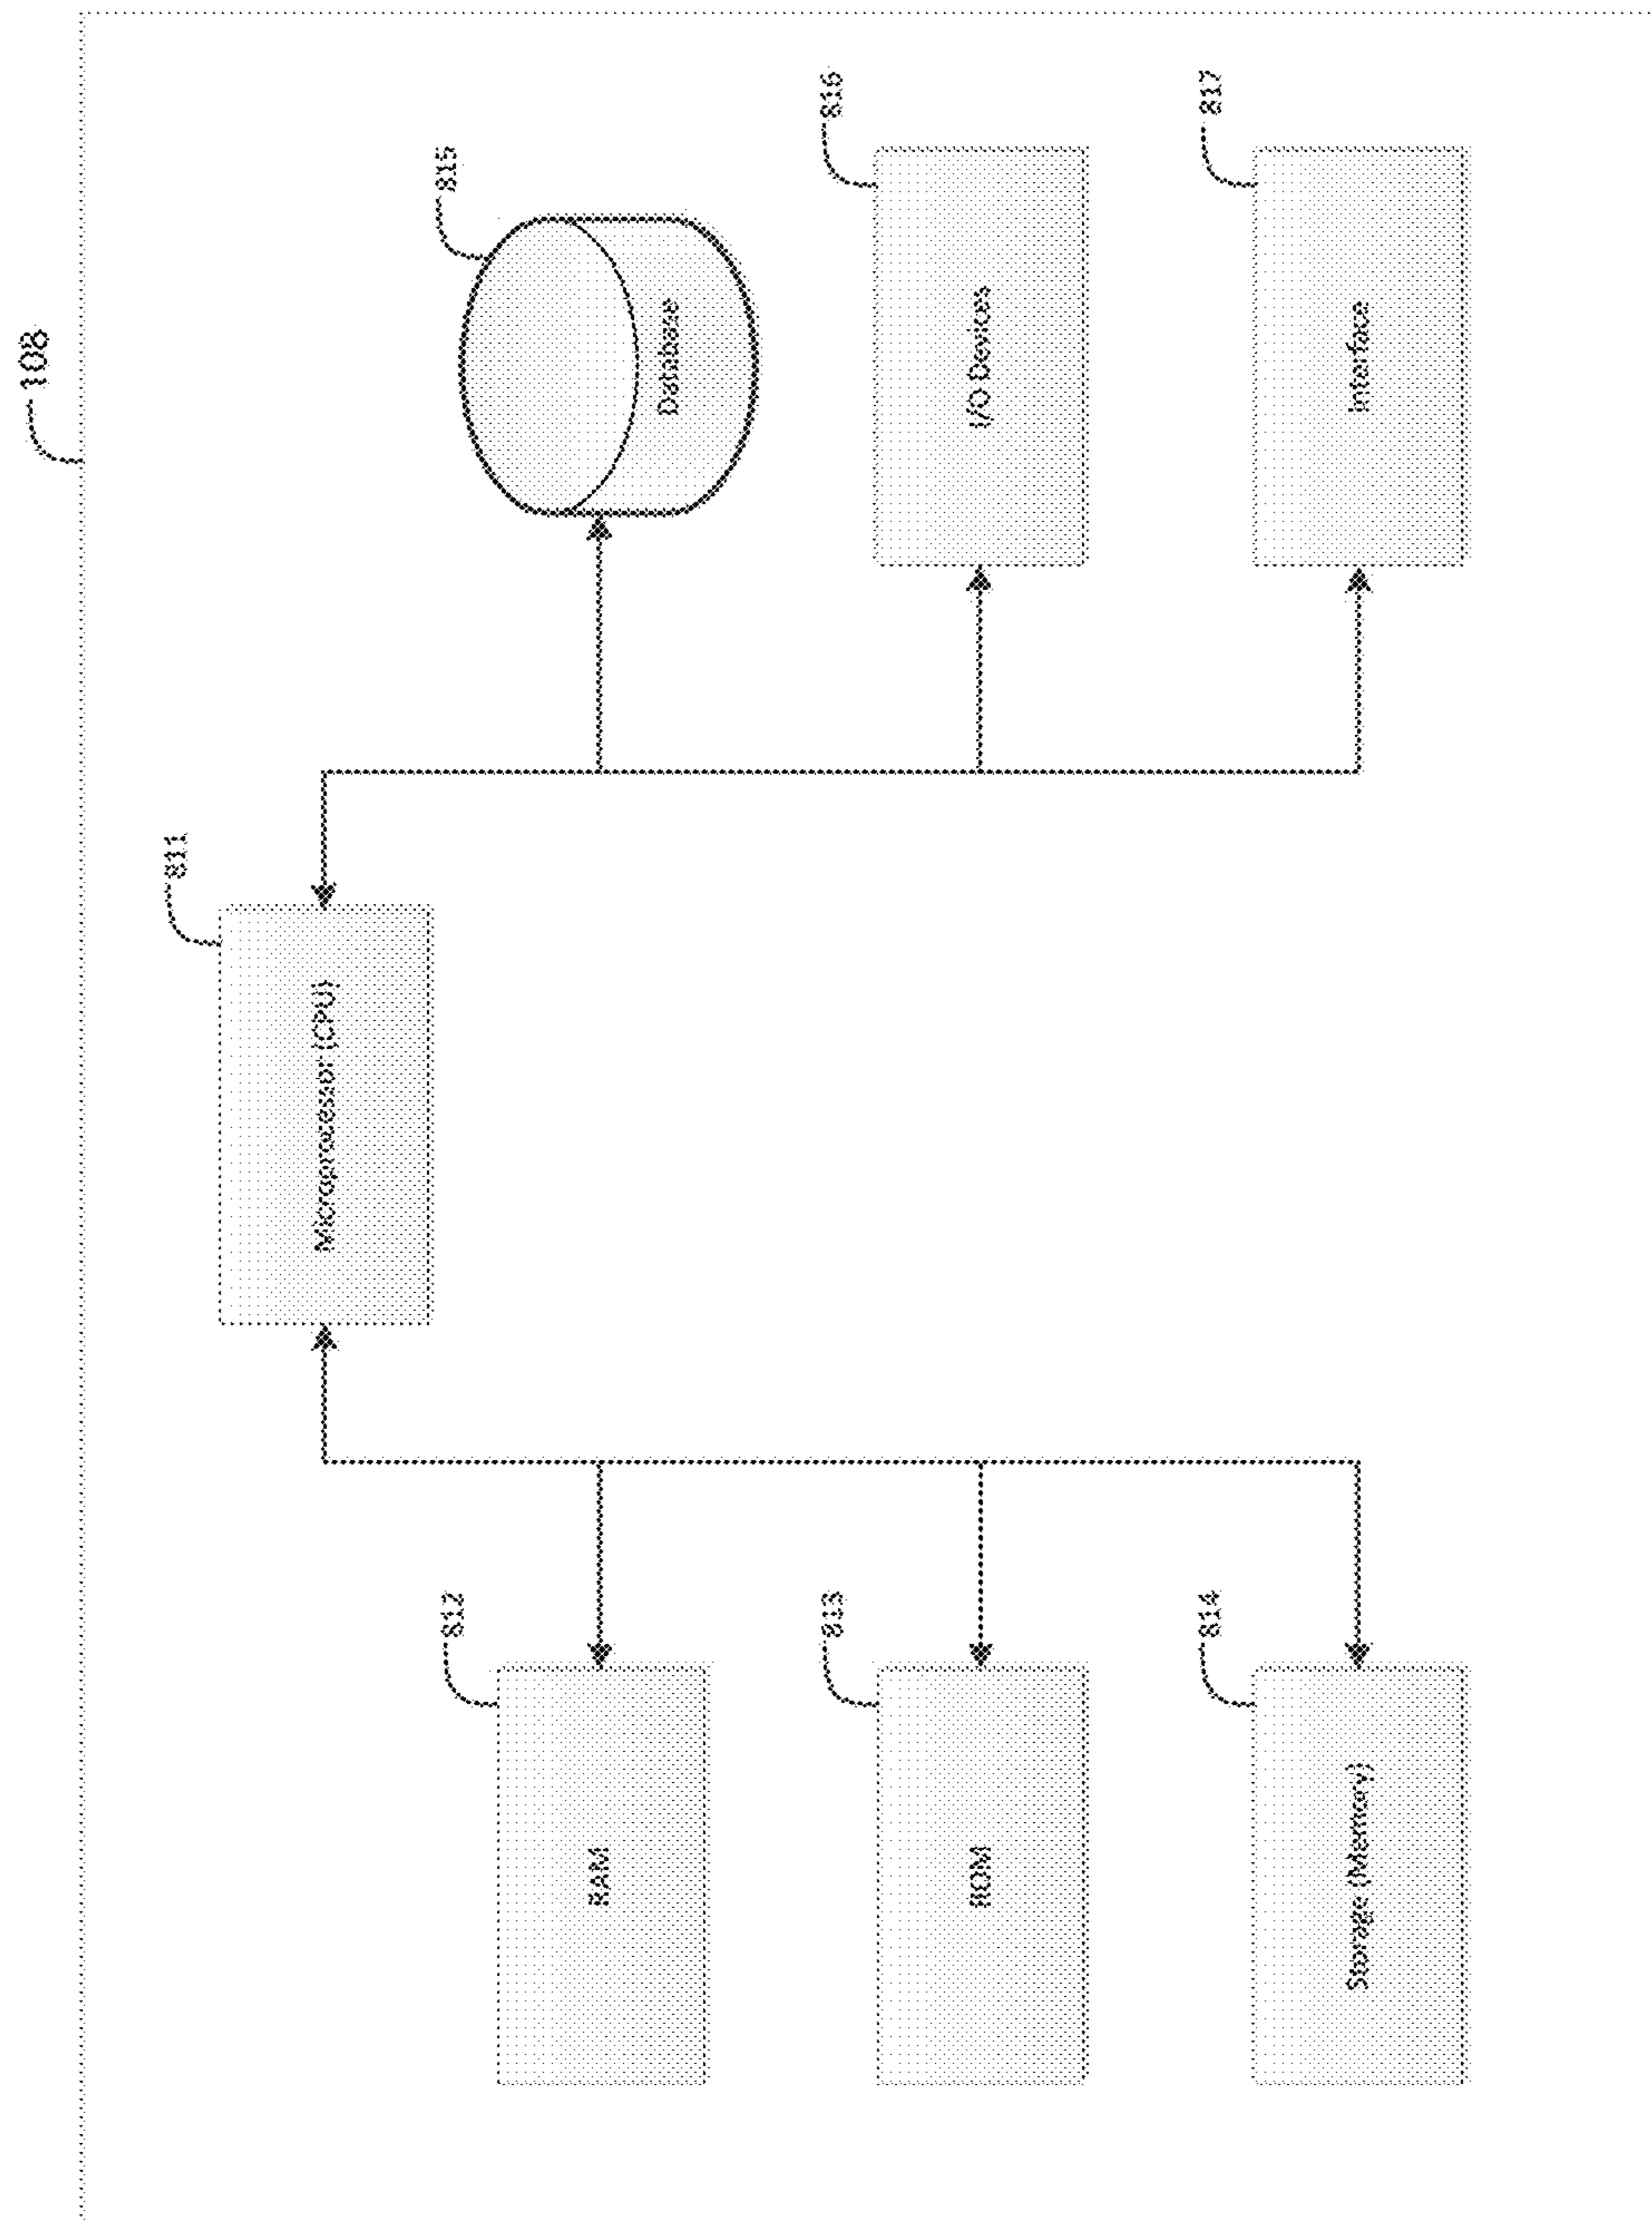 108
811
Microprocessor (CPU)
812
RAM
815
Database
813
ROM
816
I/O Devices
814
Storage (Memory)
817
Interface